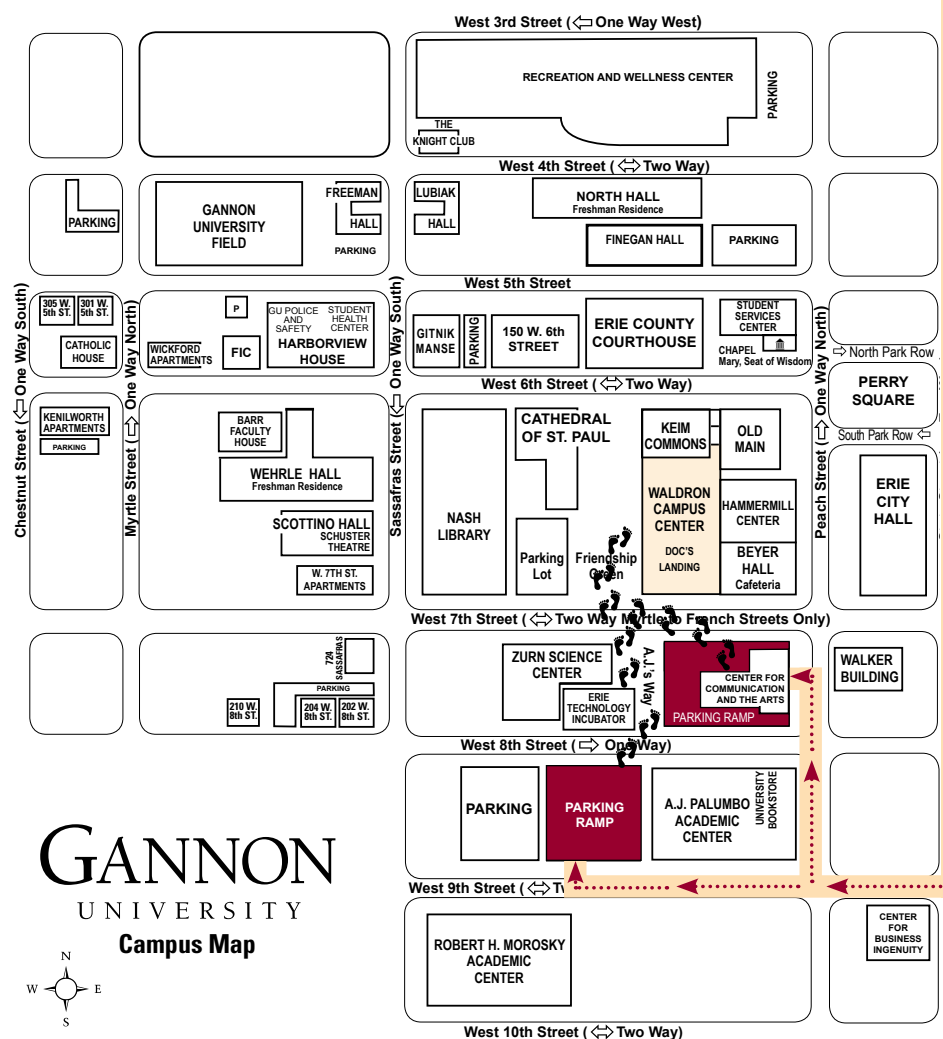 West 3rd Street (⇦ One Way West)
RECREATION AND WELLNESS CENTER
PARKING
THE
KNIGHT CLUB
West 4th Street (⇔ Two Way)
PARKING
GANNON
UNIVERSITY
FIELD
FREEMAN
HALL
PARKING
LUBIAK
HALL
NORTH HALL
Freshman Residence
FINEGAN HALL
PARKING
West 5th Street
Chestnut Street (⇦ One Way South)
Myrtle Street (⇨ One Way North)
Sassafras Street (⇦ One Way South)
Peach Street (⇨ One Way North)
305 W.
5th ST.
301 W.
5th ST.
CATHOLIC
HOUSE
P
WICKFORD
APARTMENTS
FIC
GU POLICE
AND
SAFETY
STUDENT
HEALTH
CENTER
HARBORVIEW
HOUSE
GITNIK
MANSE
PARKING
150 W. 6th
STREET
ERIE COUNTY
COURTHOUSE
STUDENT
SERVICES
CENTER
CHAPEL
Mary, Seat of Wisdom
⇨ North Park Row
West 6th Street (⇔ Two Way)
PERRY
SQUARE
South Park Row ⇦
KENILWORTH
APARTMENTS
PARKING
BARR
FACULTY
HOUSE
WEHRLE HALL
Freshman Residence
SCOTTINO HALL
SCHUSTER
THEATRE
W. 7TH ST.
APARTMENTS
NASH
LIBRARY
CATHEDRAL
OF ST. PAUL
Parking
Lot
Friendship
Green
KEIM
COMMONS
OLD
MAIN
WALDRON
CAMPUS
CENTER
DOC'S
LANDING
HAMMERMILL
CENTER
BEYER
HALL
Cafeteria
ERIE
CITY
HALL
West 7th Street (⇔ Two Way Myrtle to French Streets Only)
724
SASSAFRAS
PARKING
210 W.
8th ST.
204 W.
8th ST.
202 W.
8th ST.
ZURN SCIENCE
CENTER
ERIE
TECHNOLOGY
INCUBATOR
A.J.'s Way
CENTER FOR
COMMUNICATION
AND THE ARTS
PARKING RAMP
WALKER
BUILDING
West 8th Street (⇨ One Way)
PARKING
PARKING
RAMP
A.J. PALUMBO
ACADEMIC
CENTER
UNIVERSITY
BOOKSTORE
West 9th Street (⇔ Tw
ROBERT H. MOROSKY
ACADEMIC
CENTER
CENTER
FOR
BUSINESS
INGENUITY
West 10th Street (⇔ Two Way)
GANNON
UNIVERSITY
Campus Map
N
W E
S